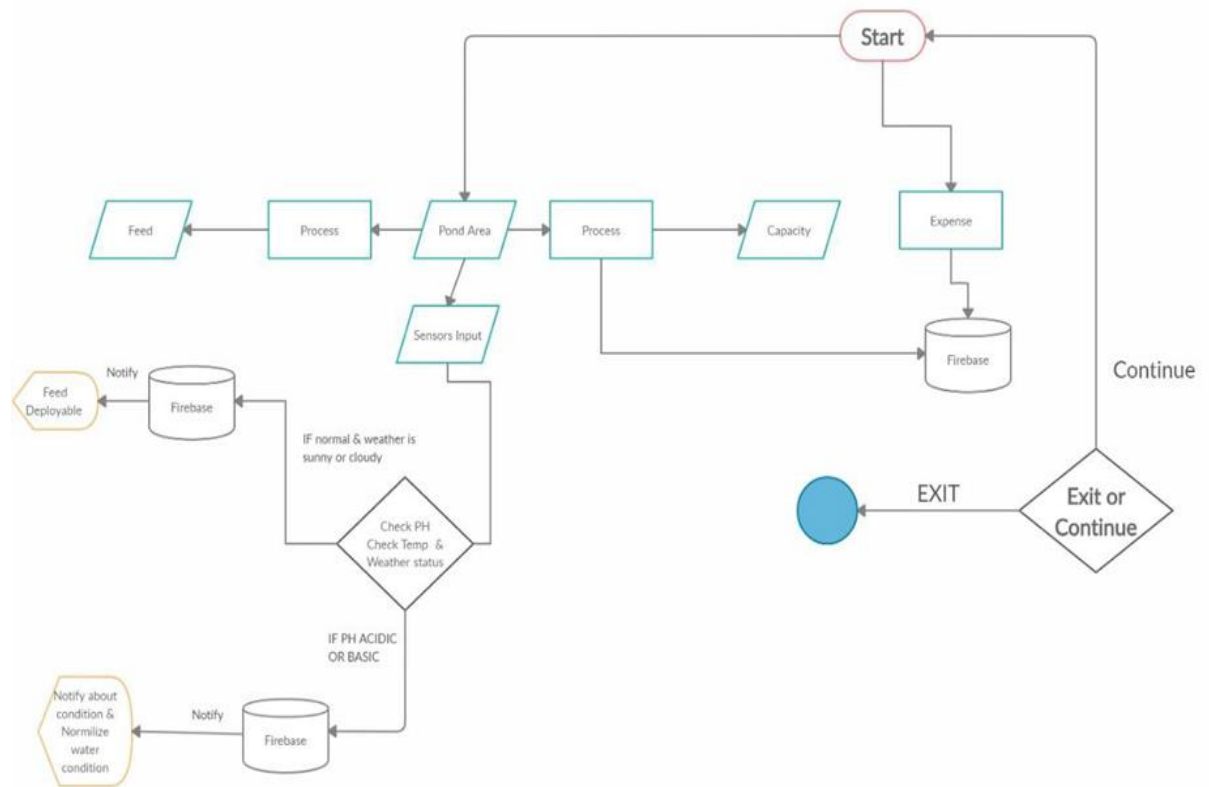 Start
Feed
Process
Pond Area
Process
Capacity
Expense
Sensors Input
Firebase
Continue
Notify
Feed
Deployable
Firebase
IF normal & weather is
sunny or cloudy
EXIT
Exit or
Continue
Check PH
Check Temp &
Weather status
IF PH ACIDIC
OR BASIC
Notify about
condition &
Normilize
water
condition
Notify
Firebase